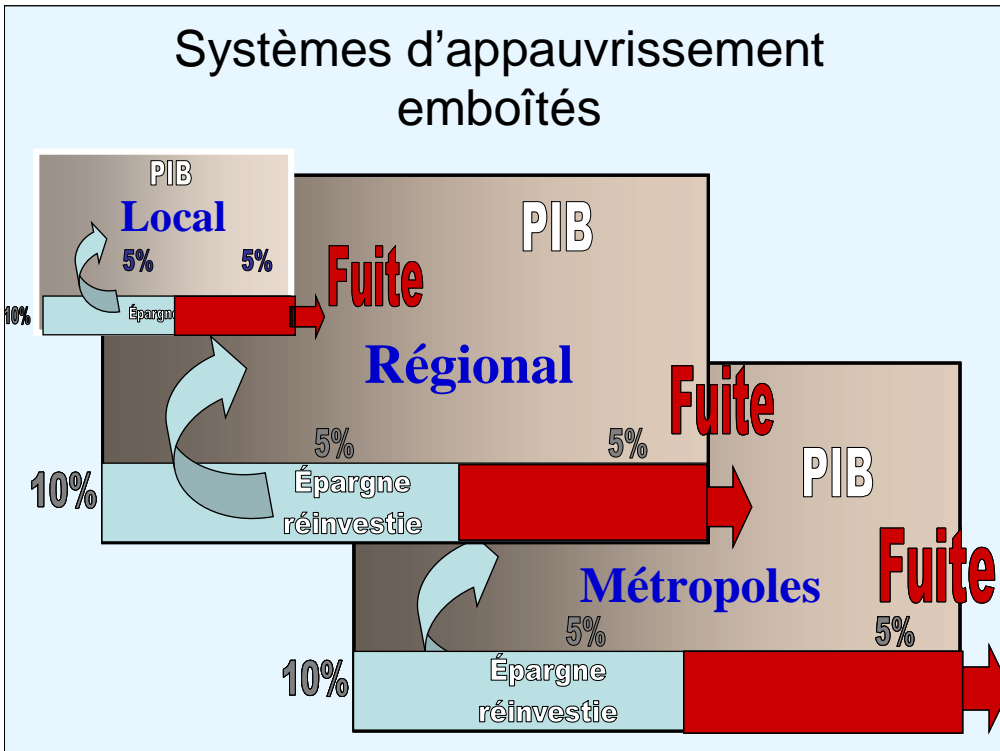 Systèmes d'appauvrissement
emboîtés
PIB
Local
5% 5%
10%
Épargne
Fuite
PIB
Régional
5% 5%
10%
Épargne
réinvestie
Fuite
PIB
Métropoles
5% 5%
10%
Épargne
réinvestie
Fuite